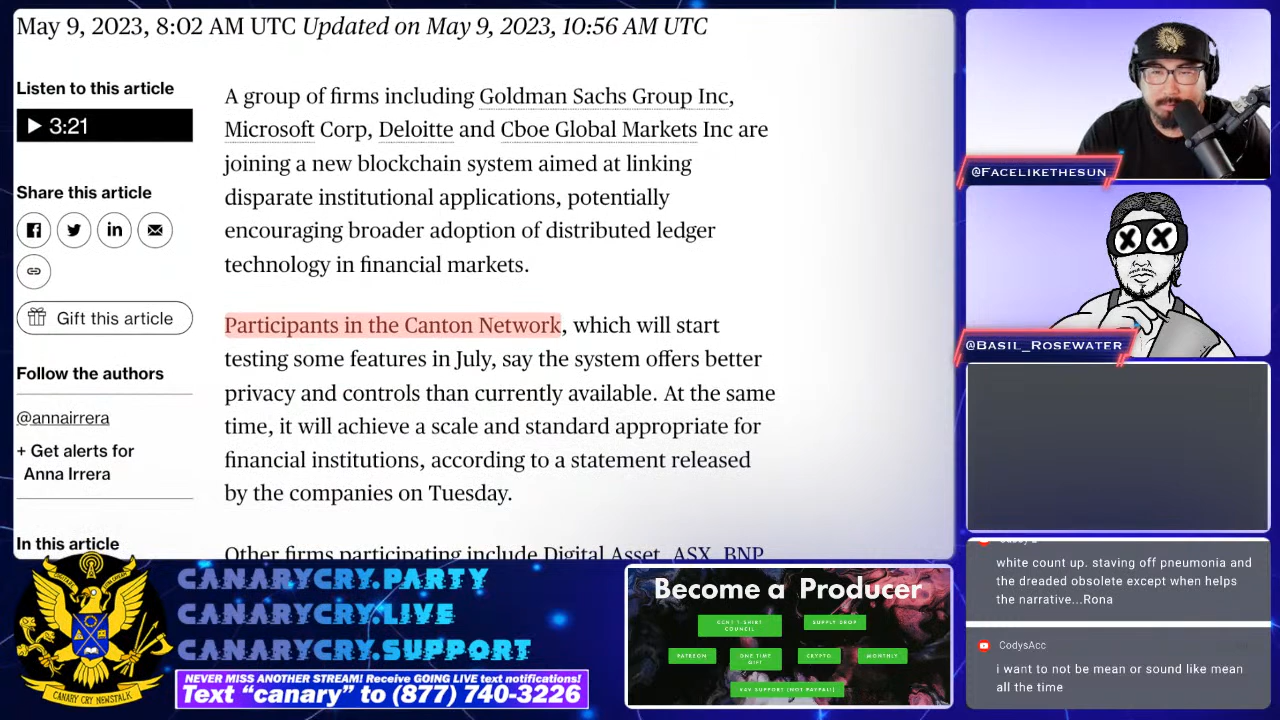 May 9, 2023, 8:02 AM UTC Updated on May 9, 2023, 10:56 AM UTC
Listen to this article
3:21
Share this article
Gift this article
Follow the authors
@annairrera
+ Get alerts for
Anna Irrera
In this article
A group of firms including Goldman Sachs Group Inc,
Microsoft Corp, Deloitte and Cboe Global Markets Inc are
joining a new blockchain system aimed at linking
disparate institutional applications, potentially
encouraging broader adoption of distributed ledger
technology in financial markets.
Participants in the Canton Network, which will start
testing some features in July, say the system offers better
privacy and controls than currently available. At the same
time, it will achieve a scale and standard appropriate for
financial institutions, according to a statement released
by the companies on Tuesday.
Other firms participating include Digital Asset, ASX, BNP
@FACELIKETHESUN
@BASIL_ROSEWATER
white count up. staving off pneumonia and
the dreaded obsolete except when helps
the narrative...Rona
CodysAcc
i want to not be mean or sound like mean
all the time
CANARY CRY NEWSTALK
CANARYCRY.PARTY
CANARYCRY.LIVE
CANARYCRY.SUPPORT
NEVER MISS ANOTHER STREAM! Receive GOING LIVE text notifications!
Text “canary” to (877) 740-3226
Become a Producer
CCNT T-SHIRT
COUNCIL
SUPPLY DROP
PATREON
ONE TIME
GIFT
CRYPTO
MONTHLY